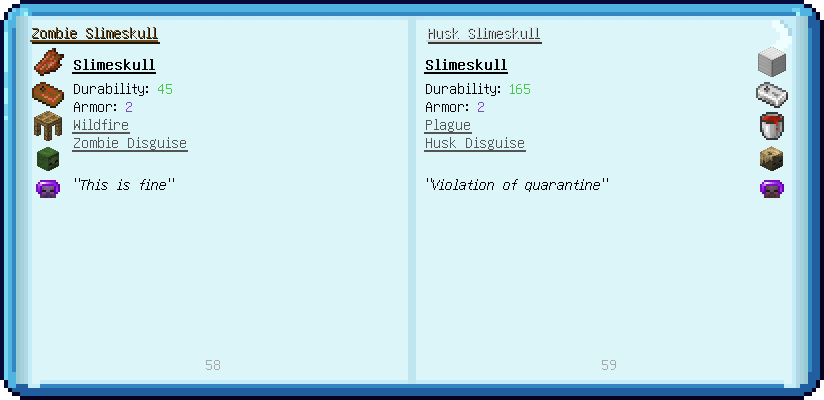 Zombie Slimeskull
Slimeskull
Durability: 45
Armor: 2
Wildfire
Zombie Disguise
"This is fine"
58
Husk Slimeskull
Slimeskull
Durability: 165
Armor: 2
Plague
Husk Disguise
"Violation of quarantine"
59